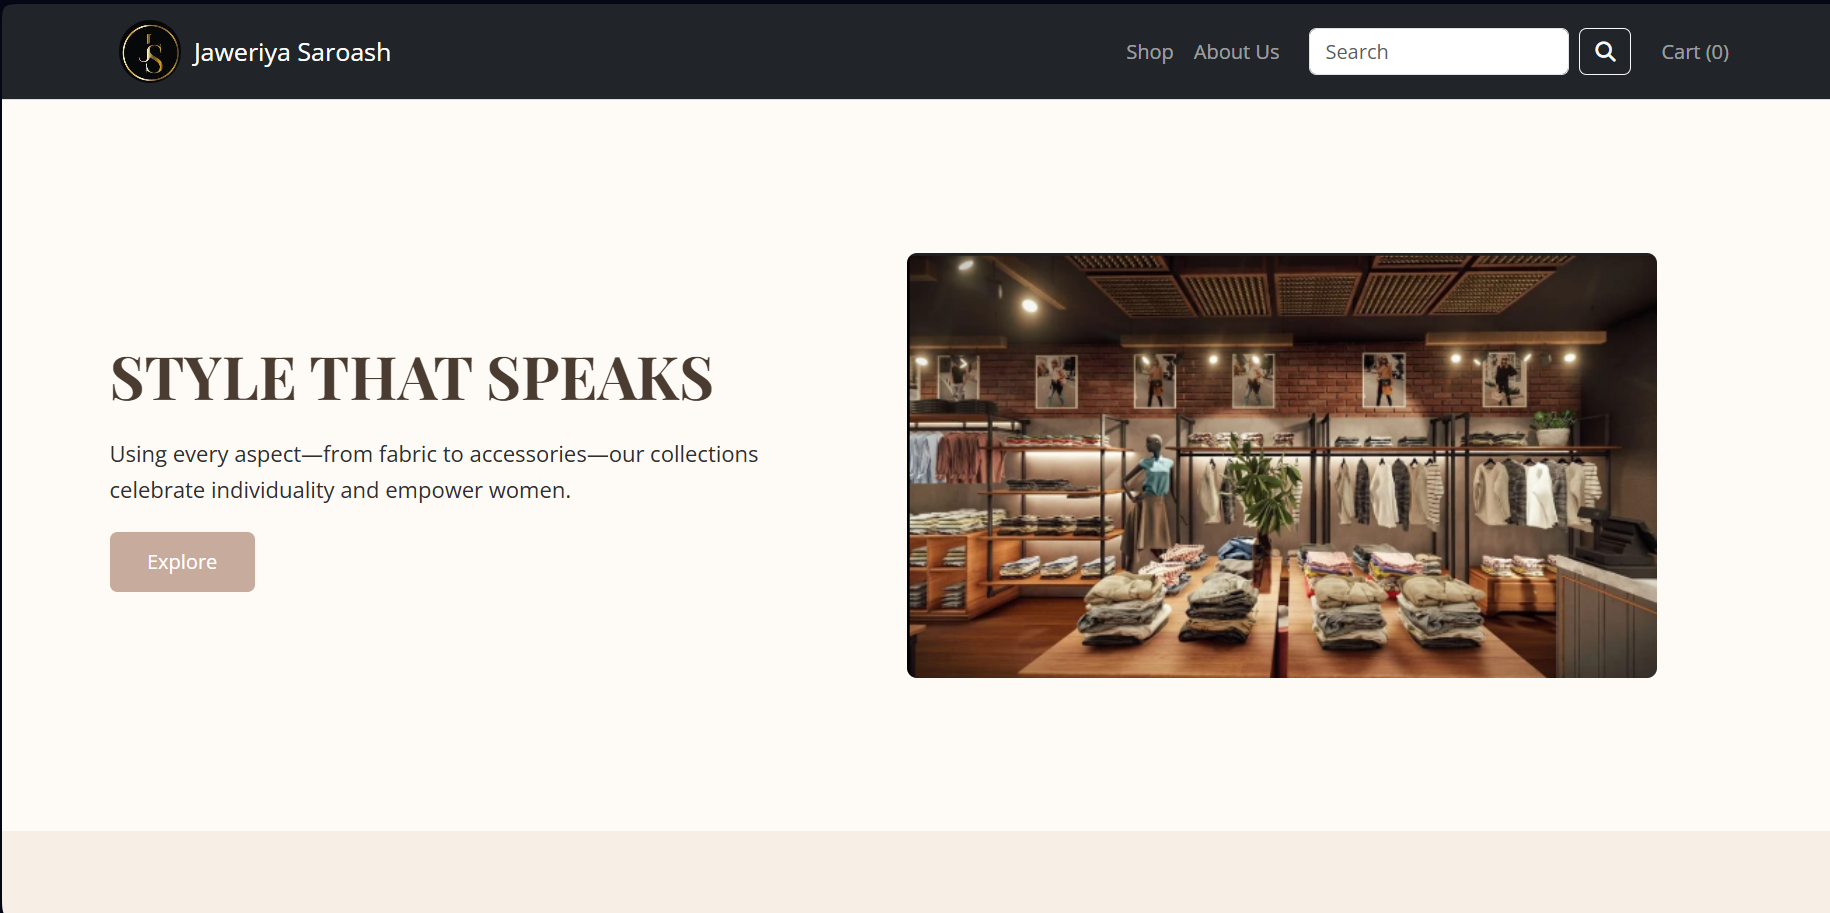 JS
Jaweriya Saroash
Shop
About Us
Search
Cart (0)
STYLE THAT SPEAKS
Using every aspect—from fabric to accessories—our collections
celebrate individuality and empower women.
Explore